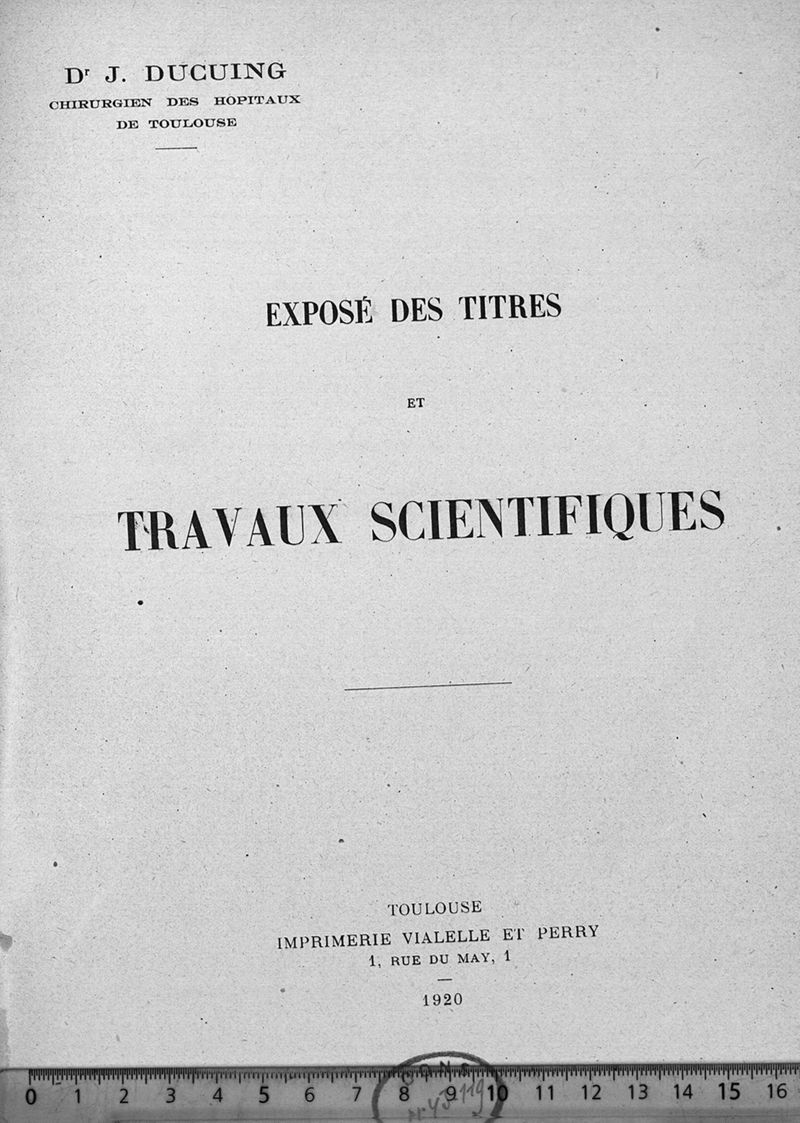 Dr J. DUCUING
CHIRURGIEN DES HOPITAUX
DE TOULOUSE
EXPOSÉ DES TITRES
ET
TRAVAUX SCIENTIFIQUES
TOULOUSE
IMPRIMERIE VIALELLE ET PERRY
1, RUE DU MAY, 1
1920
CONS
0 1 2 3 4 5 6 7 8 9 10 11 12 13 14 15 16